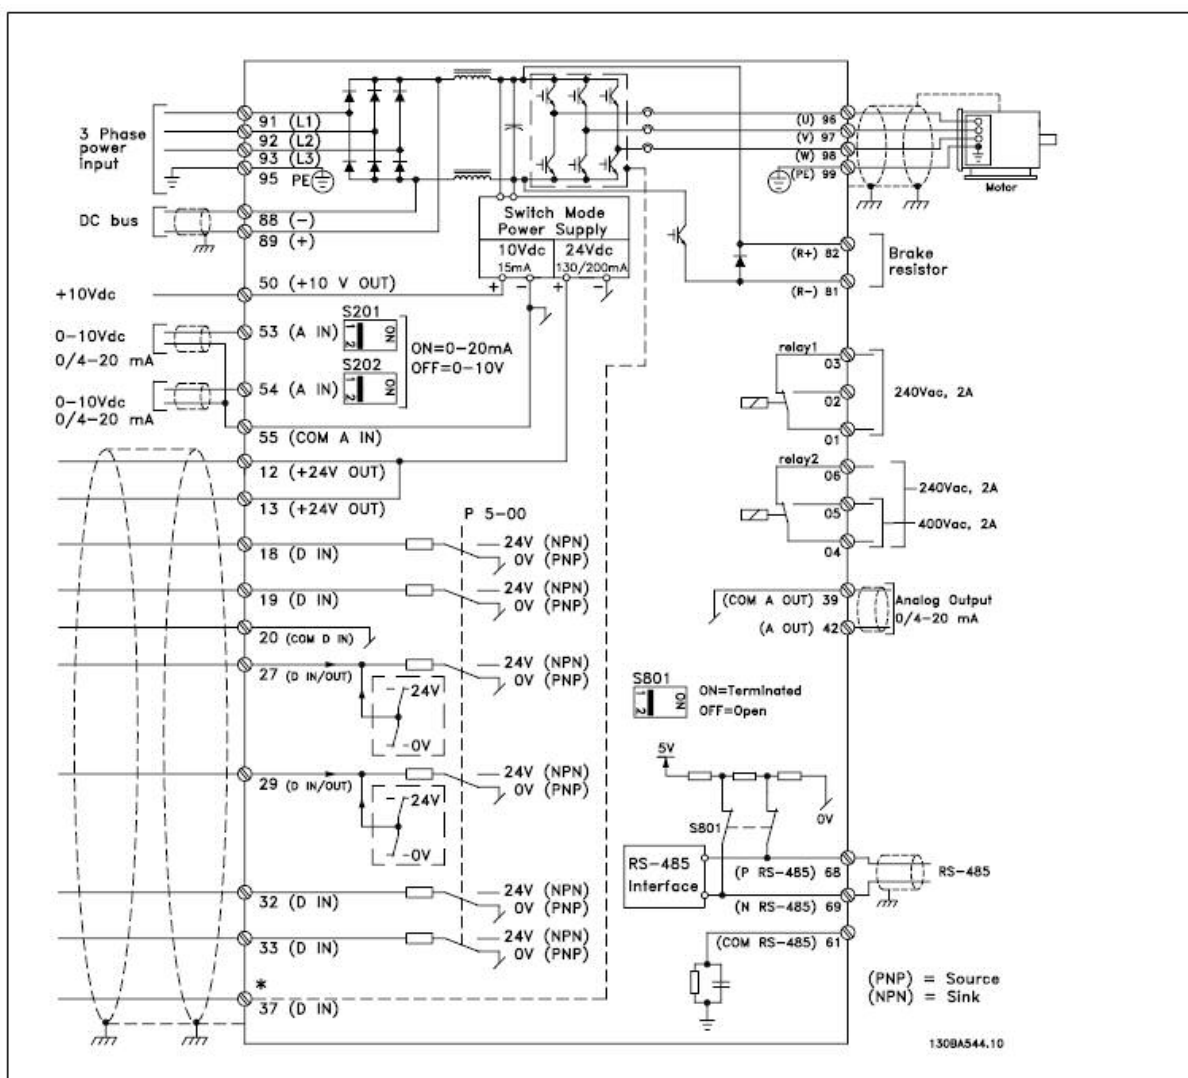 3 Phase
power
input
91 (L1)
92 (L2)
93 (L3)
95 PE
DC bus
88 (-)
89 (+)
Switch Mode
Power Supply
10Vdc
15mA
24Vdc
130/200mA
+ - + -
(U) 96
(V) 97
(W) 98
(PE) 99
Motor
(R+) 82
(R-) 81
Brake
resistor
+10Vdc
50 (+10 V OUT)
0-10Vdc
0/4-20 mA
53 (A IN)
S201
1 2
ON
ON=0-20mA
OFF=0-10V
S202
1 2
ON
0-10Vdc
0/4-20 mA
54 (A IN)
55 (COM A IN)
12 (+24V OUT)
13 (+24V OUT)
relay1
03
02
01
240Vac, 2A
relay2
06
05
04
240Vac, 2A
400Vac, 2A
P 5-00
18 (D IN)
24V (NPN)
0V (PNP)
19 (D IN)
24V (NPN)
0V (PNP)
20 (COM D IN)
27 (D IN/OUT)
24V (NPN)
0V (PNP)
24V
0V
29 (D IN/OUT)
24V (NPN)
0V (PNP)
24V
0V
32 (D IN)
24V (NPN)
0V (PNP)
33 (D IN)
24V (NPN)
0V (PNP)
*
37 (D IN)
(COM A OUT) 39
(A OUT) 42
Analog Output
0/4-20 mA
S801
1 2
ON
ON=Terminated
OFF=Open
5V
0V
S801
RS-485
Interface
(P RS-485) 68
(N RS-485) 69
RS-485
(COM RS-485) 61
(PNP) = Source
(NPN) = Sink
130BA544.10